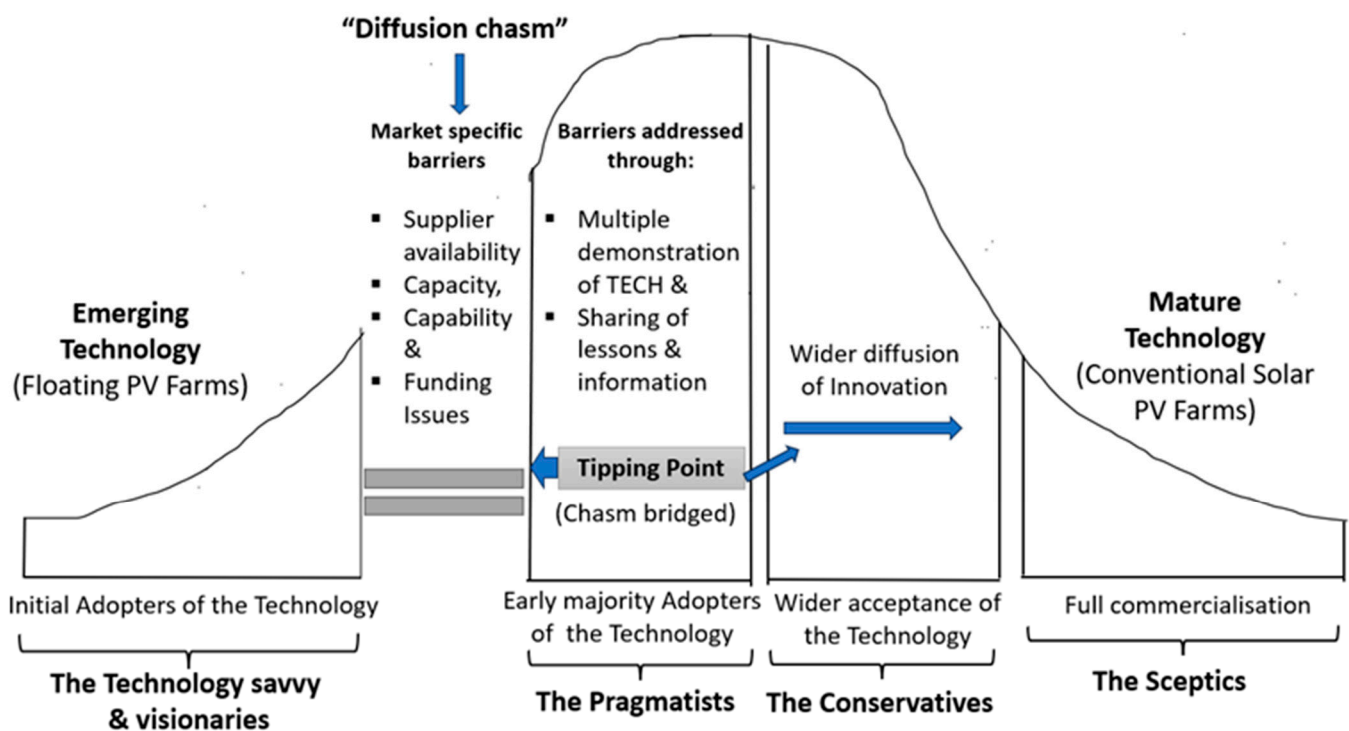 “Diffusion chasm”
Market specific
barriers
▪ Supplier
availability
▪ Capacity,
▪ Capability
&
▪ Funding
Issues
Barriers addressed
through:
▪ Multiple
demonstration
of TECH &
▪ Sharing of
lessons &
information
Emerging
Technology
(Floating PV Farms)
Tipping Point
(Chasm bridged)
Wider diffusion
of Innovation
Mature
Technology
(Conventional Solar
PV Farms)
Initial Adopters of the Technology
The Technology savvy
& visionaries
Early majority Adopters
of the Technology
The Pragmatists
Wider acceptance of
the Technology
The Conservatives
Full commercialisation
The Sceptics